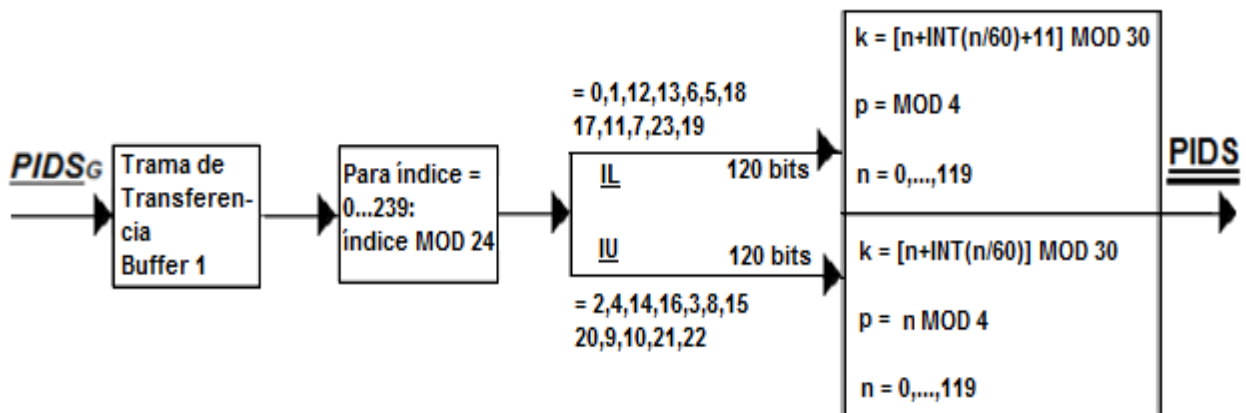 PIDSG
Trama de
Transferen-
cia
Buffer 1
Para índice =
0...239:
índice MOD 24
= 0,1,12,13,6,5,18
17,11,7,23,19
IL
120 bits
IU
120 bits
= 2,4,14,16,3,8,15
20,9,10,21,22
k = [n+INT(n/60)+11] MOD 30
p = MOD 4
n = 0,...,119
k = [n+INT(n/60)] MOD 30
p = n MOD 4
n = 0,...,119
PIDS